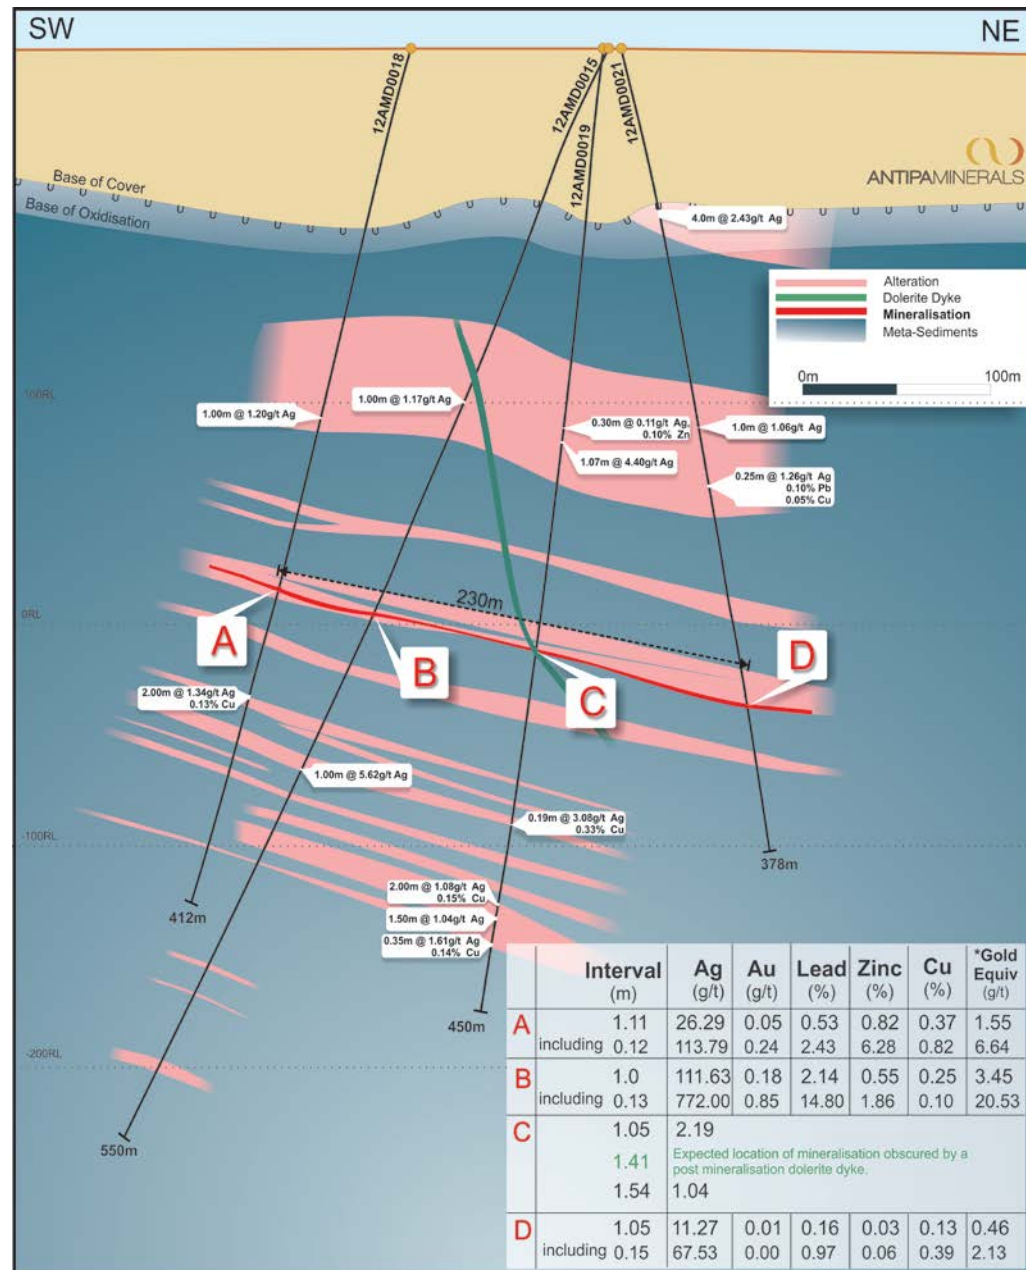 SW
NE
12AMD0018
12AMD0015
12AMD0019
12AMD0021
ANTIPAMINERALS
Base of Cover
Base of Oxidisation
4.0m @ 2.43g/t Ag
Alteration
Dolerite Dyke
Mineralisation
Meta-Sediments
0m 100m
100RL
1.00m @ 1.20g/t Ag
1.00m @ 1.17g/t Ag
0.30m @ 0.11g/t Ag,
0.10% Zn
1.07m @ 4.40g/t Ag
1.0m @ 1.06g/t Ag
0.25m @ 1.26g/t Ag
0.10% Pb
0.05% Cu
230m
0RL
A
B
C
D
2.00m @ 1.34g/t Ag
0.13% Cu
1.00m @ 5.62g/t Ag
0.19m @ 3.08g/t Ag
0.33% Cu
-100RL
378m
2.00m @ 1.08g/t Ag
0.15% Cu
1.50m @ 1.04g/t Ag
0.35m @ 1.61g/t Ag
0.14% Cu
412m
450m
-200RL
550m
Interval (m) Ag (g/t) Au (g/t) Lead (%) Zinc (%) Cu (%) *Gold Equiv (g/t)
A 1.11 26.29 0.05 0.53 0.82 0.37 1.55
including 0.12 113.79 0.24 2.43 6.28 0.82 6.64
B 1.0 111.63 0.18 2.14 0.55 0.25 3.45
including 0.13 772.00 0.85 14.80 1.86 0.10 20.53
C 1.05 2.19
1.41 Expected location of mineralisation obscured by a
post mineralisation dolerite dyke.
1.54 1.04
D 1.05 11.27 0.01 0.16 0.03 0.13 0.46
including 0.15 67.53 0.00 0.97 0.06 0.39 2.13